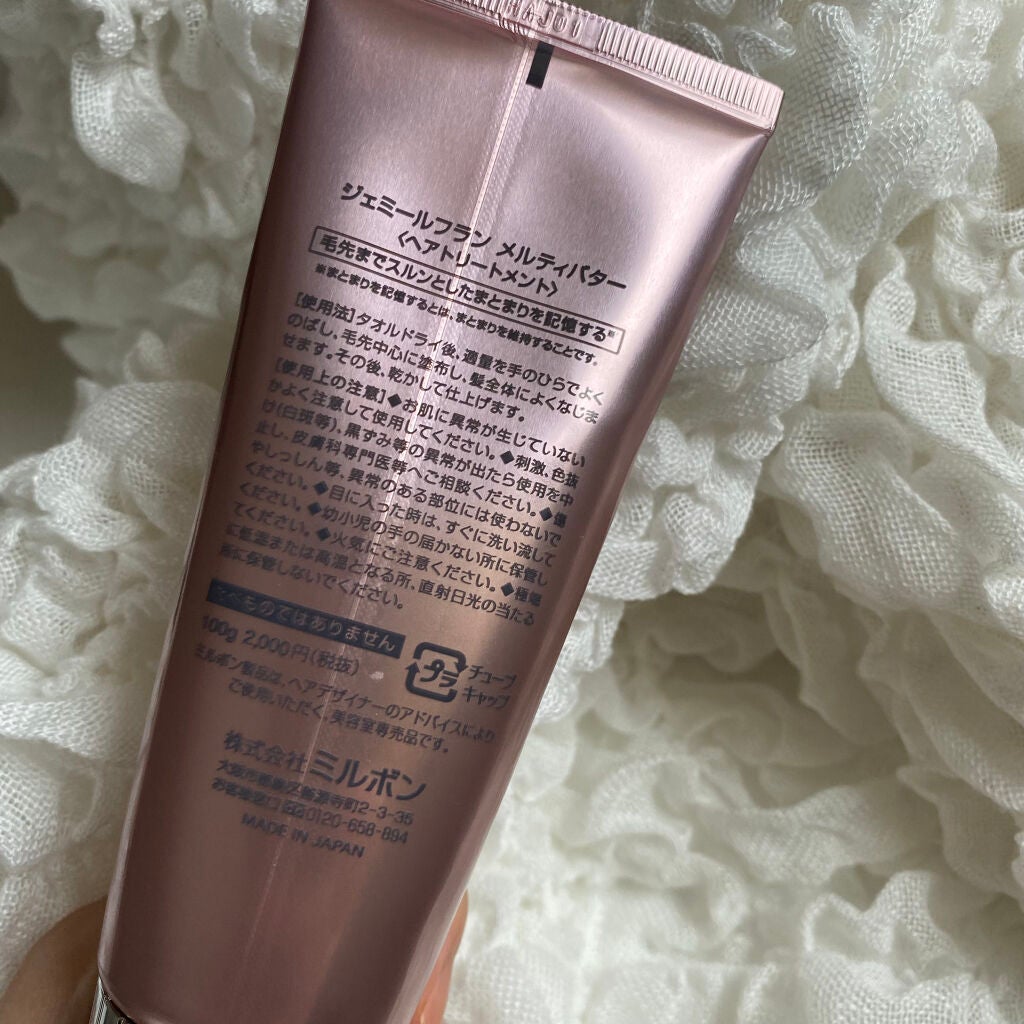 ジェミールフラン メルティバター
〈ヘアトリートメント〉
毛先までスルンとしたまとまりを記憶する※
※まとまりを記憶するとは、まとまりを維持することです。
[使用法]タオルドライ後、適量を手のひらでよく
のばし、毛先中心に塗布し、髪全体によくなじま
せます。その後、乾かして仕上げます。
[使用上の注意]◆お肌に異常が生じていない
かよく注意して使用してください。◆刺激、色抜
け(白斑等)、黒ずみ等の異常が出たら使用を中
止し、皮膚科専門医等へご相談ください。◆傷
やしっしん等、異常のある部位には使わないで
ください。◆目に入った時は、すぐに洗い流して
ください。◆幼小児の手の届かない所に保管し
てください。◆火気にご注意ください。◆極端
に低温または高温となる所、直射日光の当たる
所に保管しないでください。
たべものではありません
100g 2,000円(税抜)
プラ
チューブ
キャップ
ミルボン製品は、ヘアデザイナーのアドバイスにより
ご使用いただく、美容室専売品です。
株式会社 ミルボン
大阪市都島区善源寺町2-3-35
お客様窓口 0120-658-894
MADE IN JAPAN